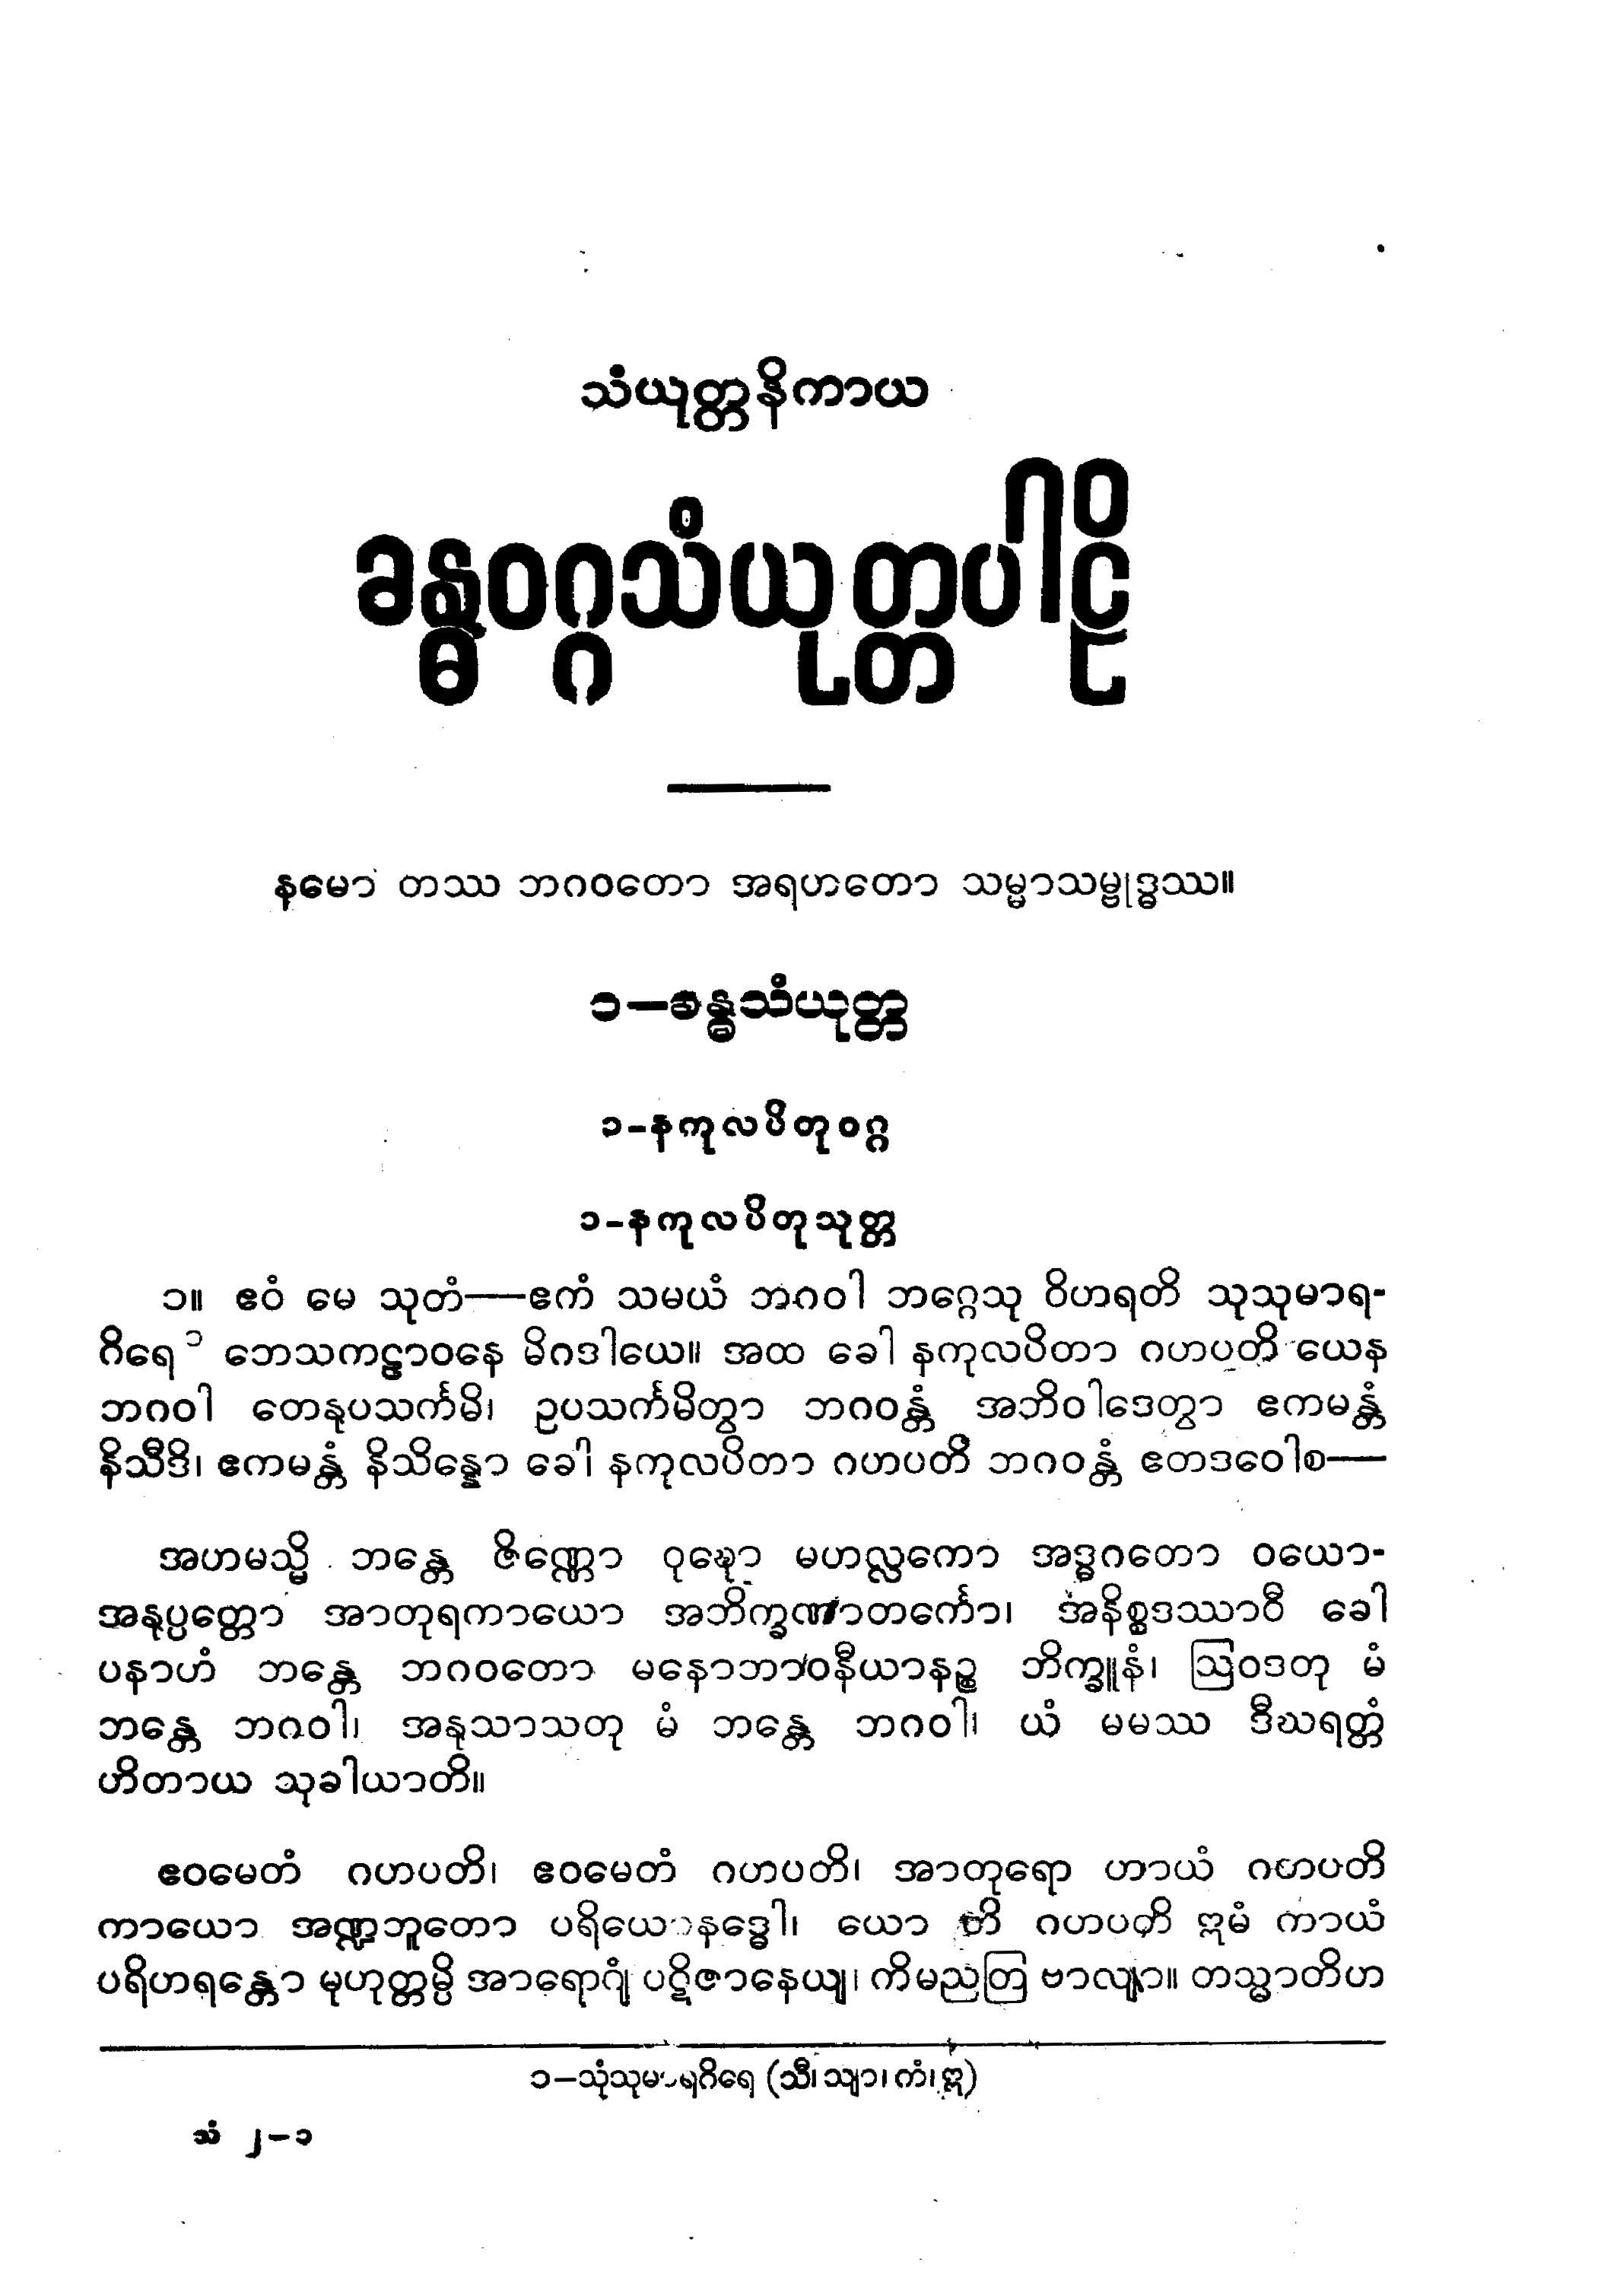 သံယုတ္တနိကာယ
ခန္ဓဝဂ္ဂသံယုတ္တပါဠိ
နမော တဿ ဘဂဝတော အရဟတော သမ္မာသမ္ဗုဒ္ဓဿ။
၁—ခန္ဓသံယုတ္တ
၁-နကုလပိတုဝဂ္ဂ
၁-နကုလပိတုသုတ္တ
၁။ ဧဝံ မေ သုတံ—ဧကံ သမယံ ဘဂဝါ ဘဂ္ဂေသု ဝိဟရတိ သုသုမာရ-
ဂိရေ ၁ ဘေသကဠာဝနေ မိဂဒါယေ။ အထ ခေါ နကုလပိတာ ဂဟပတိ ယေန
ဘဂဝါ တေနုပသင်္ကမိ၊ ဥပသင်္ကမိတွာ ဘဂဝန္တံ အဘိဝါဒေတွာ ဧကမန္တံ
နိသီဒိ၊ ဧကမန္တံ နိသိန္နော ခေါ နကုလပိတာ ဂဟပတိ ဘဂဝန္တံ ဧတဒဝေါစ—
အဟမသ္မိ ဘန္တေ ဇိဏ္ဏော ဝုဍ္ဎော မဟလ္လကော အဒ္ဓဂတော ဝယော-
အနုပ္ပတ္တော အာတုရကာယော အဘိက္ခဏာတင်္ကော၊ အနိစ္စဒဿာဝီ ခေါ
ပနာဟံ ဘန္တေ ဘဂဝတော မနောဘာဝနီယာနဉ္စ ဘိက္ခူနံ၊ ဩဝဒတု မံ
ဘန္တေ ဘဂဝါ၊ အနုသာသတု မံ ဘန္တေ ဘဂဝါ၊ ယံ မမဿ ဒီဃရတ္တံ
ဟိတာယ သုခါယာတိ။
ဧဝမေတံ ဂဟပတိ၊ ဧဝမေတံ ဂဟပတိ၊ အာတုရော ဟာယံ ဂဟပတိ
ကာယော အဏ္ဍဘူတော ပရိယောနဒ္ဓေါ၊ ယော ဟိ ဂဟပတိ ဣမံ ကာယံ
ပရိဟရန္တော မုဟုတ္တမ္ပိ အာရောဂျံ ပဋိဇာနေယျ၊ ကိမညတြ ဗာလျာ။ တသ္မာတိဟ
၁—သုံသုမာရဂိရေ (သီ၊ သျာ၊ ကံ၊ ဣ)
သံ ၂—၁